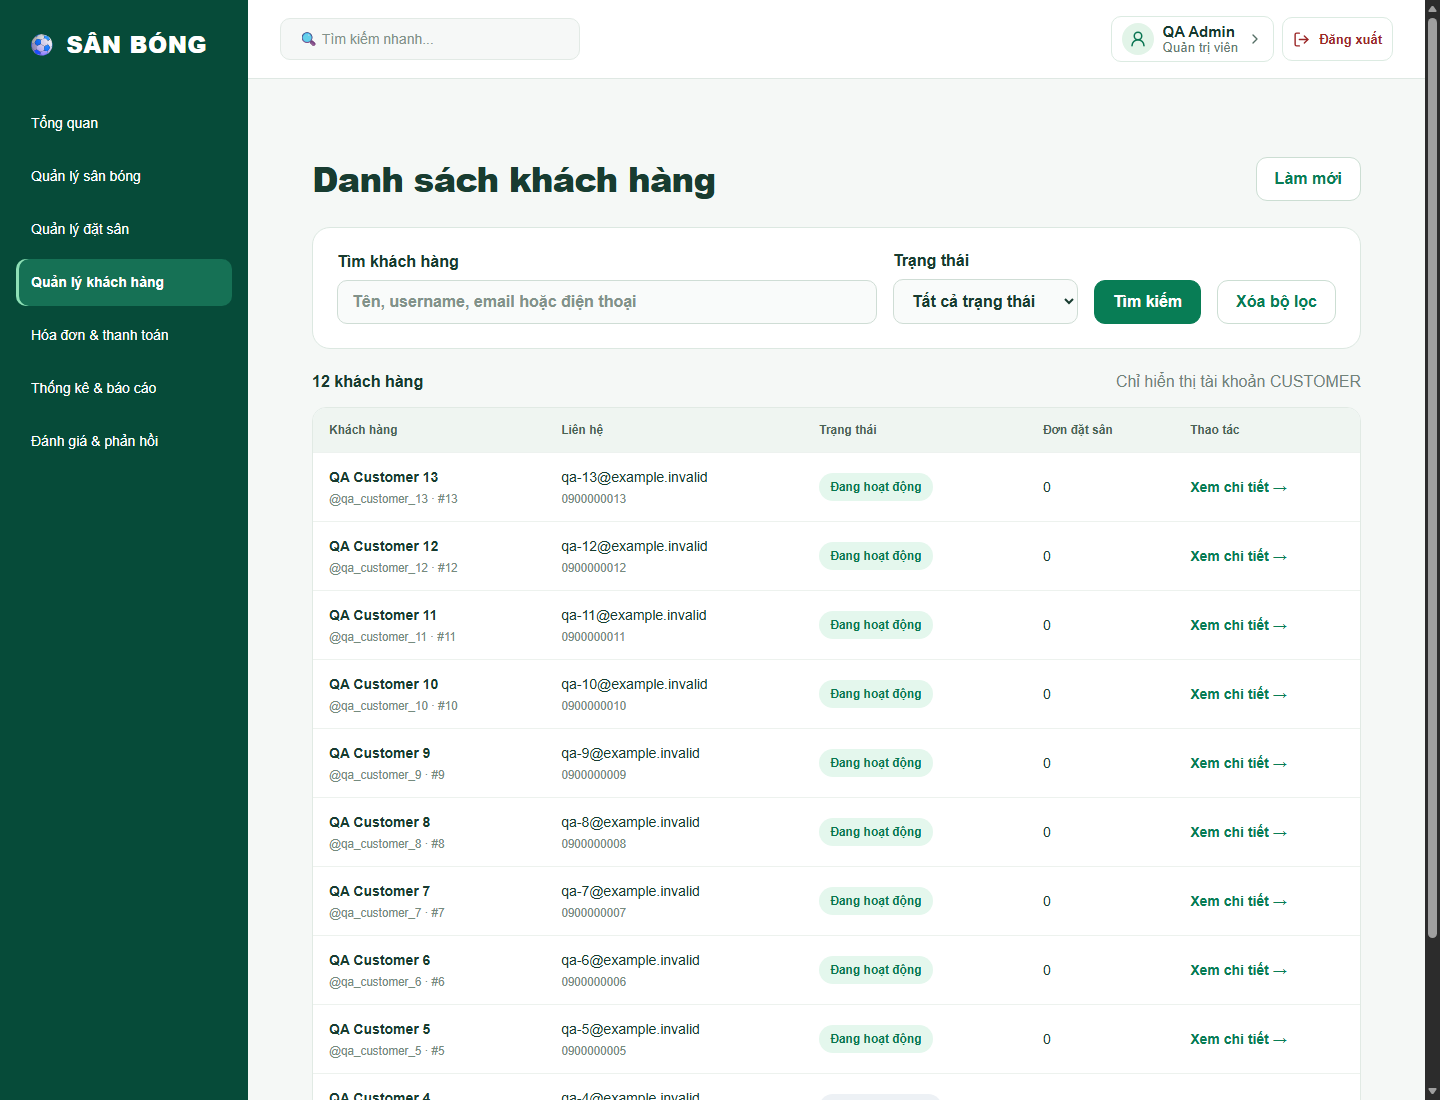 SÂN BÓNG
Tìm kiếm nhanh...
QA Admin
Quản trị viên
Đăng xuất
Tổng quan
Quản lý sân bóng
Quản lý đặt sân
Quản lý khách hàng
Hóa đơn & thanh toán
Thống kê & báo cáo
Đánh giá & phản hồi
Danh sách khách hàng
Làm mới
Tìm khách hàng
Trạng thái
Tên, username, email hoặc điện thoại
Tất cả trạng thái
Tìm kiếm
Xóa bộ lọc
12 khách hàng
Chỉ hiển thị tài khoản CUSTOMER
Khách hàng Liên hệ Trạng thái Đơn đặt sân Thao tác
QA Customer 13 qa-13@example.invalid
@qa_customer_13 · #13 0900000013
Đang hoạt động 0 Xem chi tiết →
QA Customer 12 qa-12@example.invalid
@qa_customer_12 · #12 0900000012
Đang hoạt động 0 Xem chi tiết →
QA Customer 11 qa-11@example.invalid
@qa_customer_11 · #11 0900000011
Đang hoạt động 0 Xem chi tiết →
QA Customer 10 qa-10@example.invalid
@qa_customer_10 · #10 0900000010
Đang hoạt động 0 Xem chi tiết →
QA Customer 9 qa-9@example.invalid
@qa_customer_9 · #9 0900000009
Đang hoạt động 0 Xem chi tiết →
QA Customer 8 qa-8@example.invalid
@qa_customer_8 · #8 0900000008
Đang hoạt động 0 Xem chi tiết →
QA Customer 7 qa-7@example.invalid
@qa_customer_7 · #7 0900000007
Đang hoạt động 0 Xem chi tiết →
QA Customer 6 qa-6@example.invalid
@qa_customer_6 · #6 0900000006
Đang hoạt động 0 Xem chi tiết →
QA Customer 5 qa-5@example.invalid
@qa_customer_5 · #5 0900000005
Đang hoạt động 0 Xem chi tiết →
QA Customer 4 qa-4@example.invalid